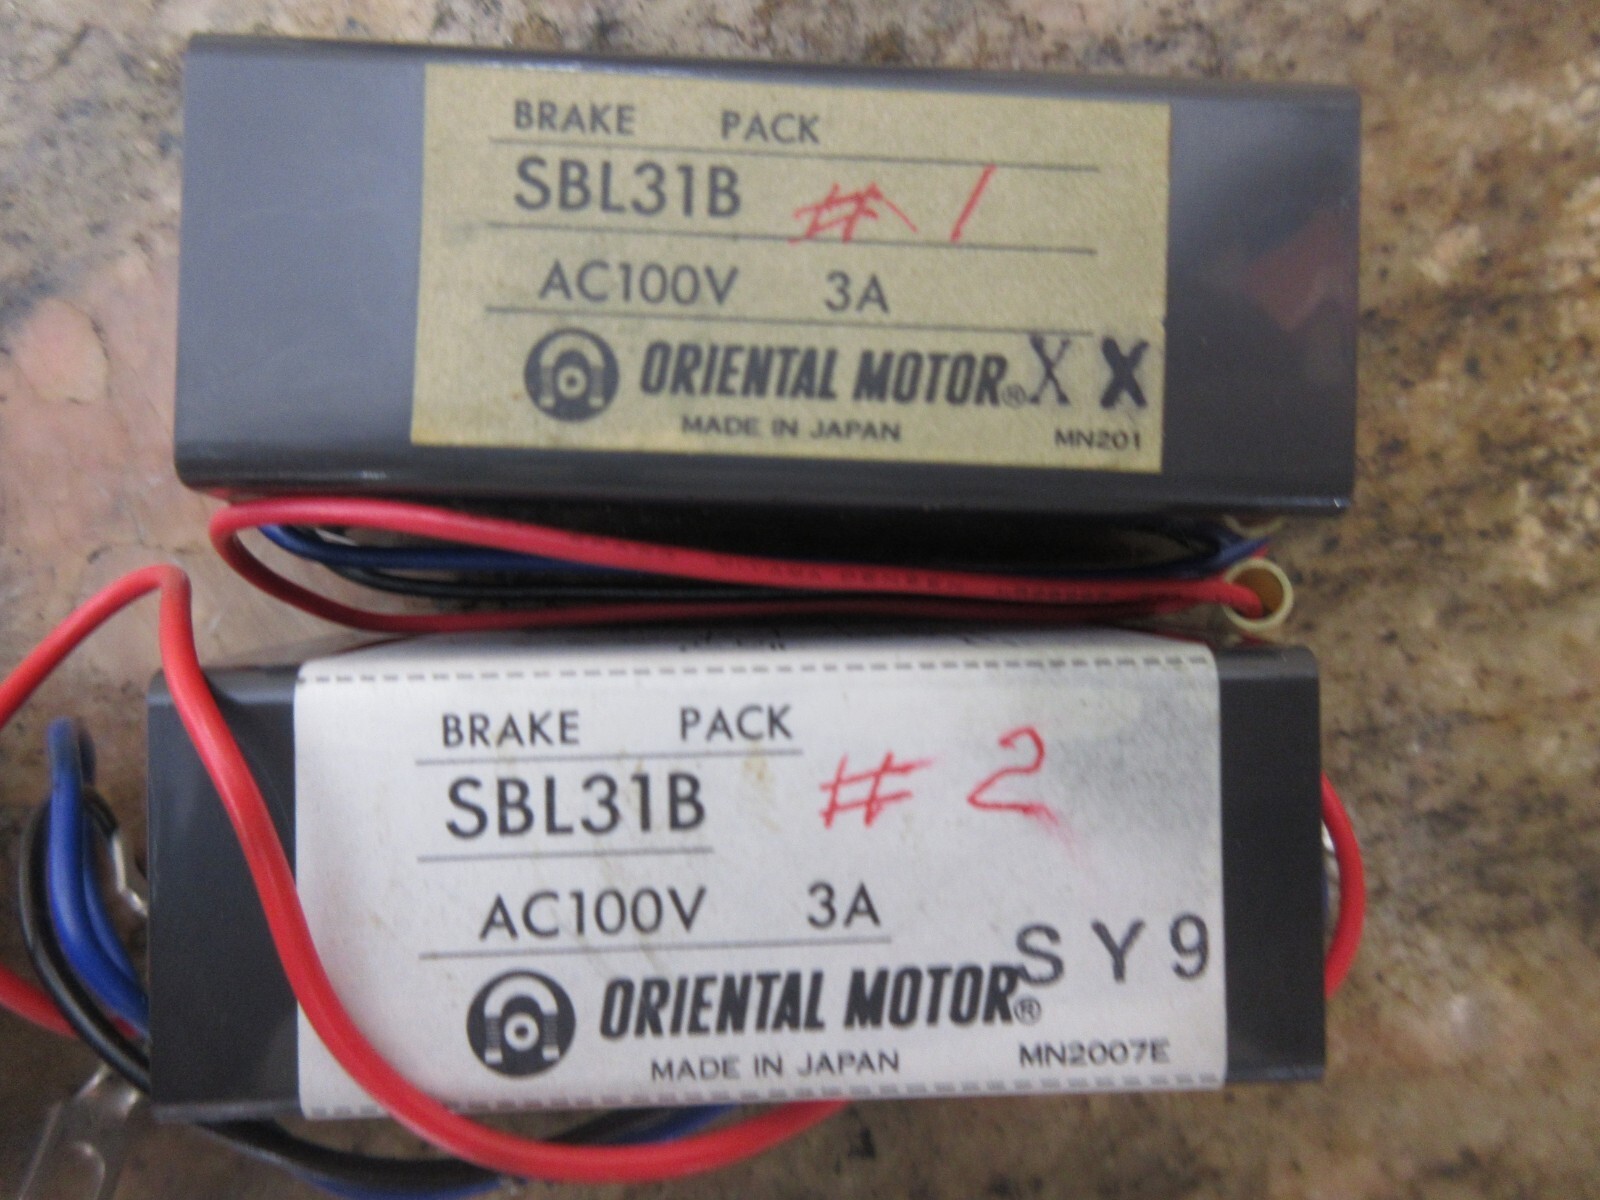 BRAKE PACK
SBL31B # 1
AC100V 3A
ORIENTAL MOTOR® X X
MADE IN JAPAN MN201
BRAKE PACK
SBL31B # 2
AC100V 3A
SY9
ORIENTAL MOTOR®
MADE IN JAPAN MN2007E